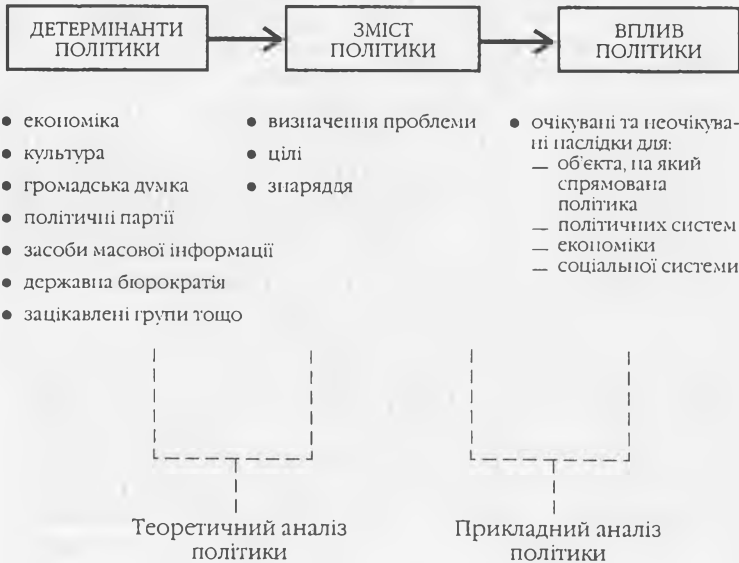 ДЕТЕРМІНАНТИ
ПОЛІТИКИ
ЗМІСТ
ПОЛІТИКИ
ВПЛИВ
ПОЛІТИКИ
• економіка
• культура
• громадська думка
• політичні партії
• засоби масової інформації
• державна бюрократія
• зацікавлені групи тощо
• визначення проблеми
• цілі
• знаряддя
• очікувані та неочікува-
ні наслідки для:
— об'єкта, на який
спрямована
політика
— політичних систем
— економіки
— соціальної системи
Теоретичний аналіз
політики
Прикладний аналіз
політики